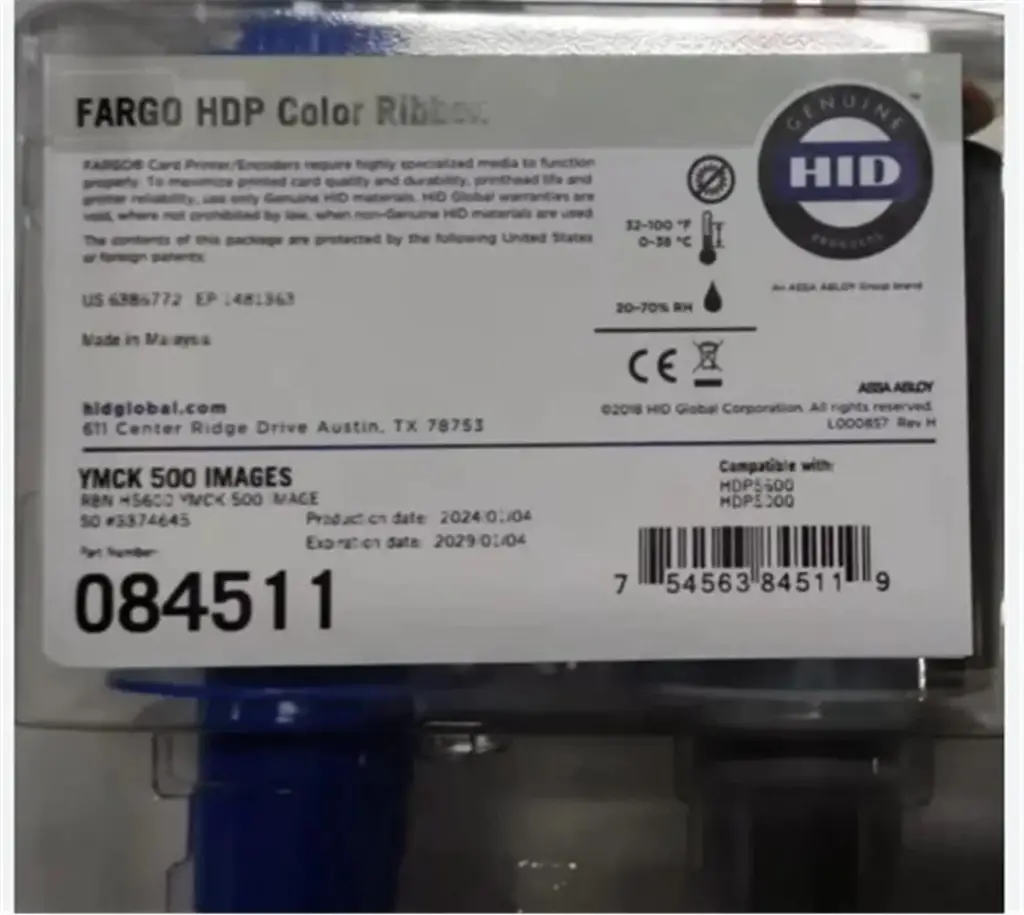 FARGO HDP Color Ribbon
GENUINE
HID
PRODUCTS
An ASSA ABLOY Group brand
FARGO® Card Printer/Encoders require highly specialized media to function
properly. To maximize printed card quality and durability, printhead life and
printer reliability, use only Genuine HID materials. HID Global warranties are
void, where not prohibited by law, when non-Genuine HID materials are used
The contents of this package are protected by the following United States
or foreign patents:
32-100 °F
0-38 °C
US 6386772 EP 1481363
20-70% RH
Made in Malaysia
CE
ASSA ABLOY
hidglobal.com
©2018 HID Global Corporation. All rights reserved.
611 Center Ridge Drive Austin, TX 78753
L000857 Rev H
YMCK 500 IMAGES
RBN H5600 YMCK 500 IMAGE
SO #3374645
Part Number
084511
Production date: 2024/01/04
Expiration date: 2029/01/04
Compatible with:
HDP5600
HDP5000
7 54563 84511 9